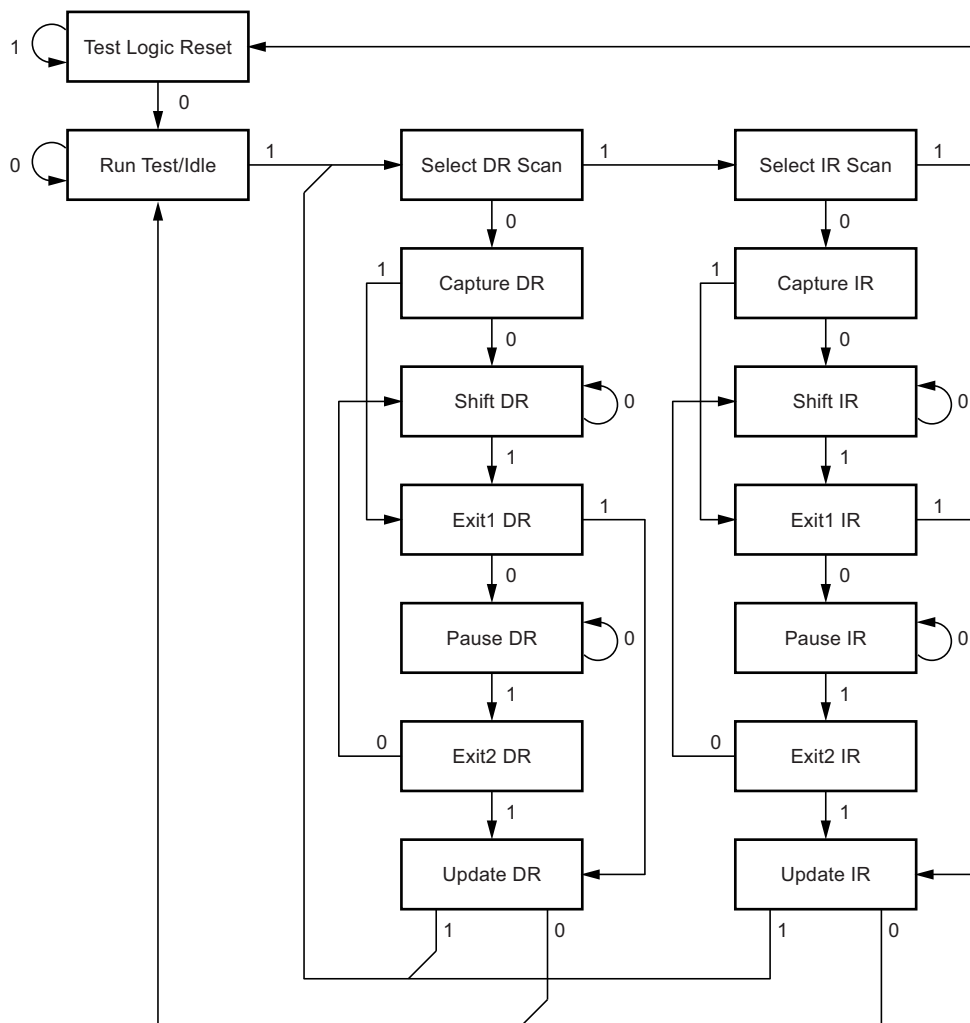 Test Logic Reset
1
0
Run Test/Idle
0
1
Select DR Scan
1
Select IR Scan
1
0
0
1
Capture DR
1
Capture IR
0
0
Shift DR
0
Shift IR
0
1
1
Exit1 DR
1
Exit1 IR
1
0
0
Pause DR
0
Pause IR
0
1
1
0
Exit2 DR
0
Exit2 IR
1
1
Update DR
Update IR
1
0
1
0